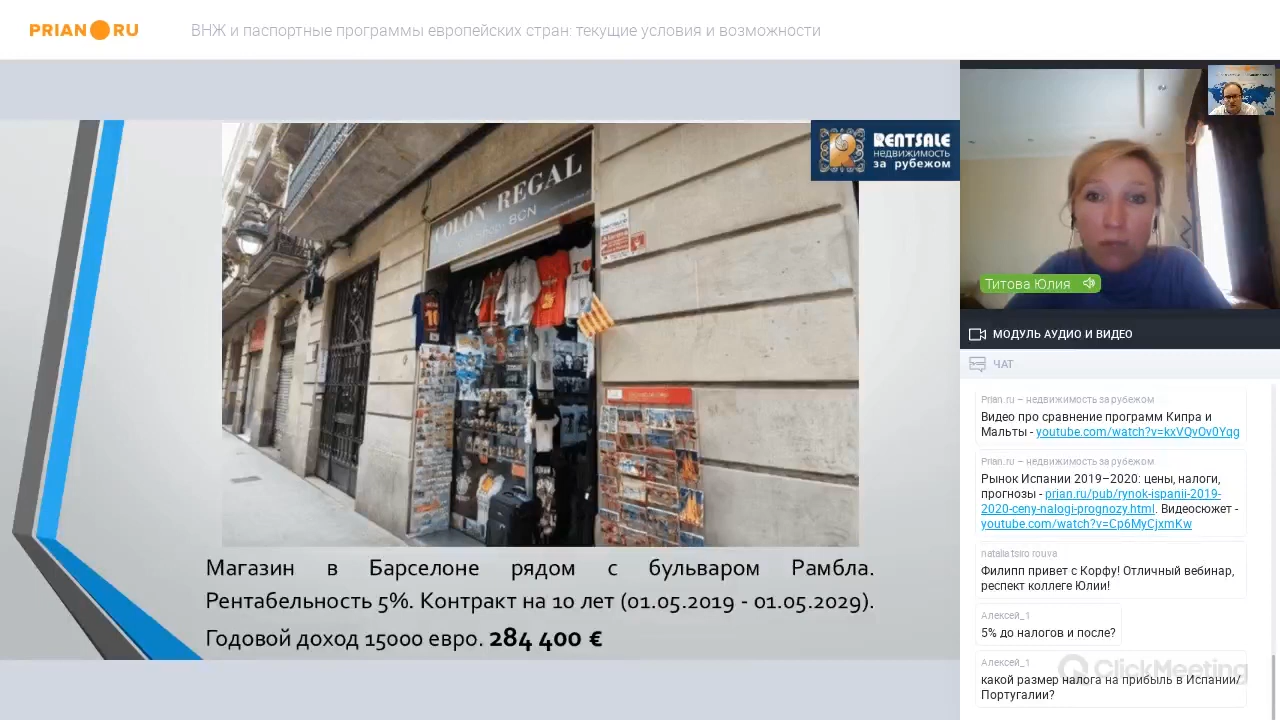 PRIAN RU
ВНЖ и паспортные программы европейских стран: текущие условия и возможности
RENTSALE
НЕДВИЖИМОСТЬ
за рубежом
COLON REGAL
BCN
Магазин в Барселоне рядом с бульваром Рамбла.
Рентабельность 5%. Контракт на 10 лет (01.05.2019 - 01.05.2029).
Годовой доход 15000 евро. 284 400 €
Титова Юлия
МОДУЛЬ АУДИО И ВИДЕО
ЧАТ
Prian.ru – недвижимость за рубежом
Видео про сравнение программ Кипра и
Мальты - youtube.com/watch?v=kxVQvOv0Yqg
Prian.ru – недвижимость за рубежом
Рынок Испании 2019–2020: цены, налоги,
прогнозы - prian.ru/pub/rynok-ispanii-2019-
2020-ceny-nalogi-prognozy.html. Видеосюжет -
youtube.com/watch?v=Cp6MyCjxmKw
natalia tsiro rouva
Филипп привет с Корфу! Отличный вебинар,
респект коллеге Юлии!
Алексей_1
5% до налогов и после?
Алексей_1
ClickMeeting
какой размер налога на прибыль в Испании/
Португалии?